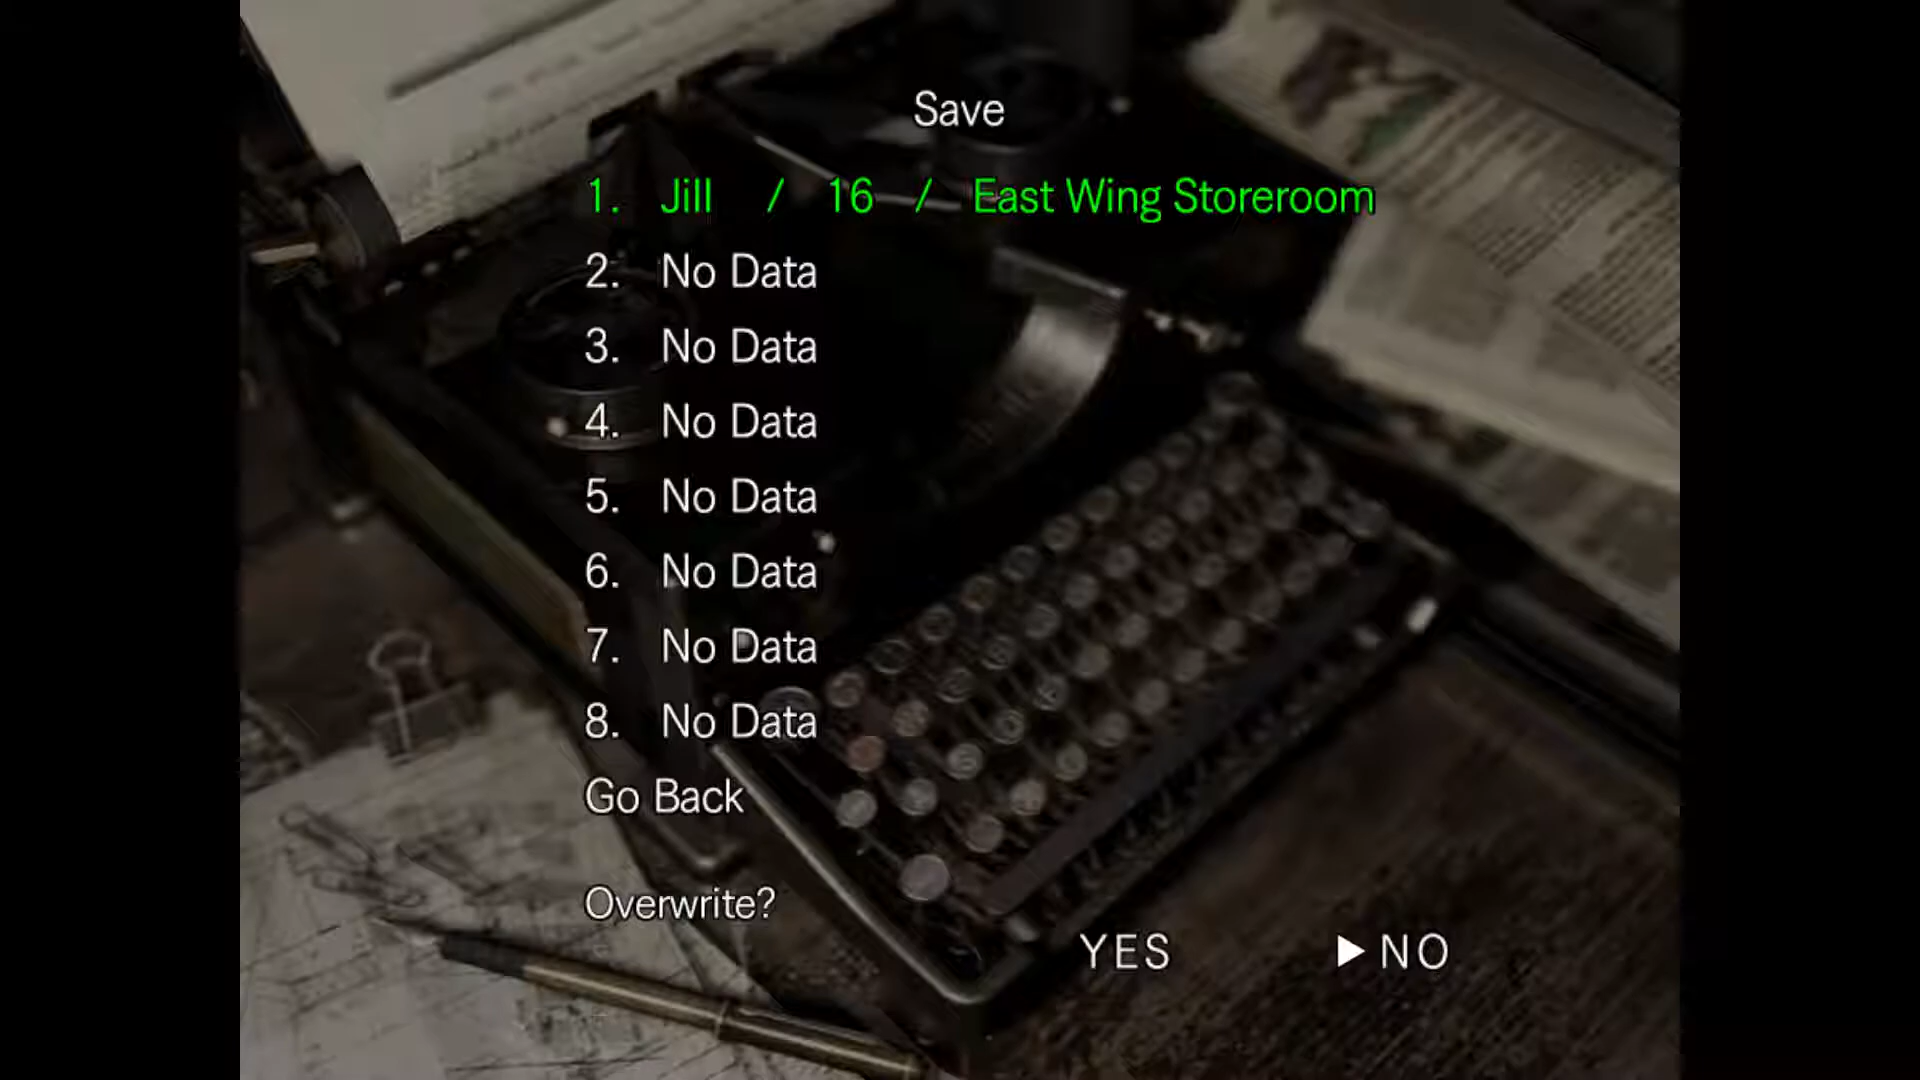 Save
1. Jill / 16 / East Wing Storeroom
2. No Data
3. No Data
4. No Data
5. No Data
6. No Data
7. No Data
8. No Data
Go Back
Overwrite?
YES ▶ NO